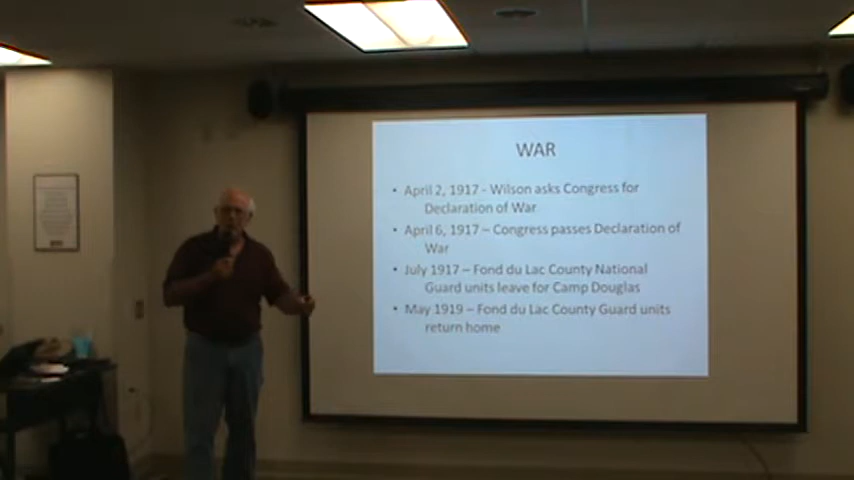 WAR
• April 2, 1917 - Wilson asks Congress for
Declaration of War
• April 6, 1917 – Congress passes Declaration of
War
• July 1917 – Fond du Lac County National
Guard units leave for Camp Douglas
• May 1919 – Fond du LAC County Guard units
return home